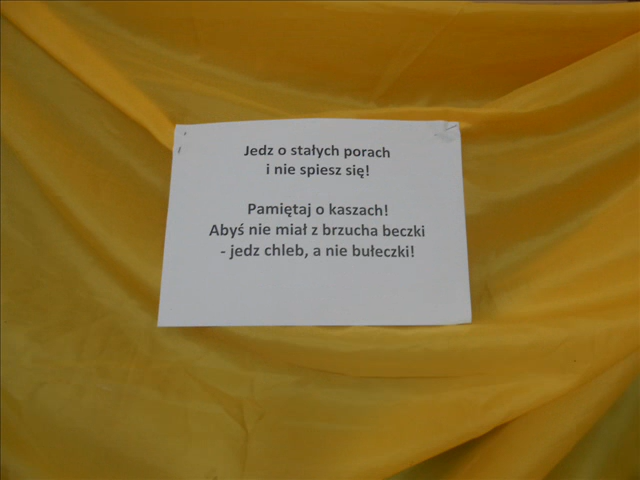 Jedz o stałych porach
i nie spiesz się!
Pamiętaj o kaszach!
Abyś nie miał z brzucha beczki
- jedz chleb, a nie bułeczki!